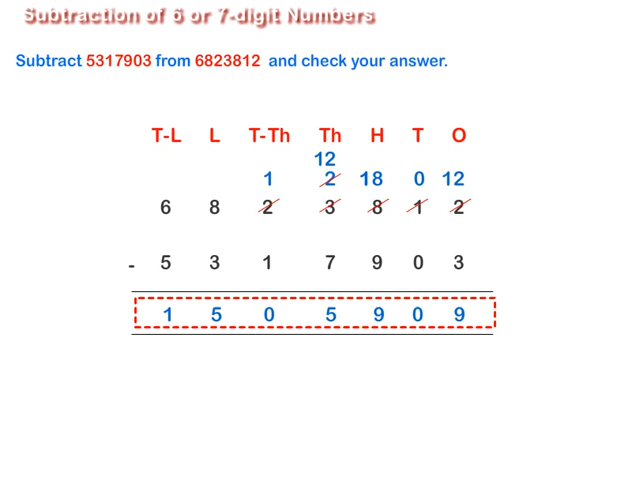 Subtraction of 6 or 7-digit Numbers
Subtract 5317903 from 6823812 and check your answer.
T-L L T-Th Th H T O
12
1 2 18 0 12
6 8 2 3 8 1 2
- 5 3 1 7 9 0 3
1 5 0 5 9 0 9